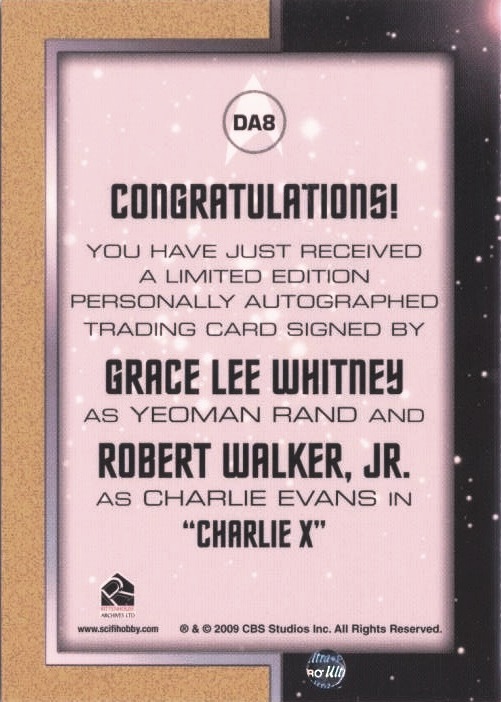 DA8
CONGRATULATIONS!
YOU HAVE JUST RECEIVED
A LIMITED EDITION
PERSONALLY AUTOGRAPHED
TRADING CARD SIGNED BY
GRACE LEE WHITNEY
AS YEOMAN RAND AND
ROBERT WALKER, JR.
AS CHARLIE EVANS IN
“CHARLIE X”
RITTENHOUSE
ARCHIVES LTD
www.scifihobby.com ® & © 2009 CBS Studios Inc. All Rights Reserved.